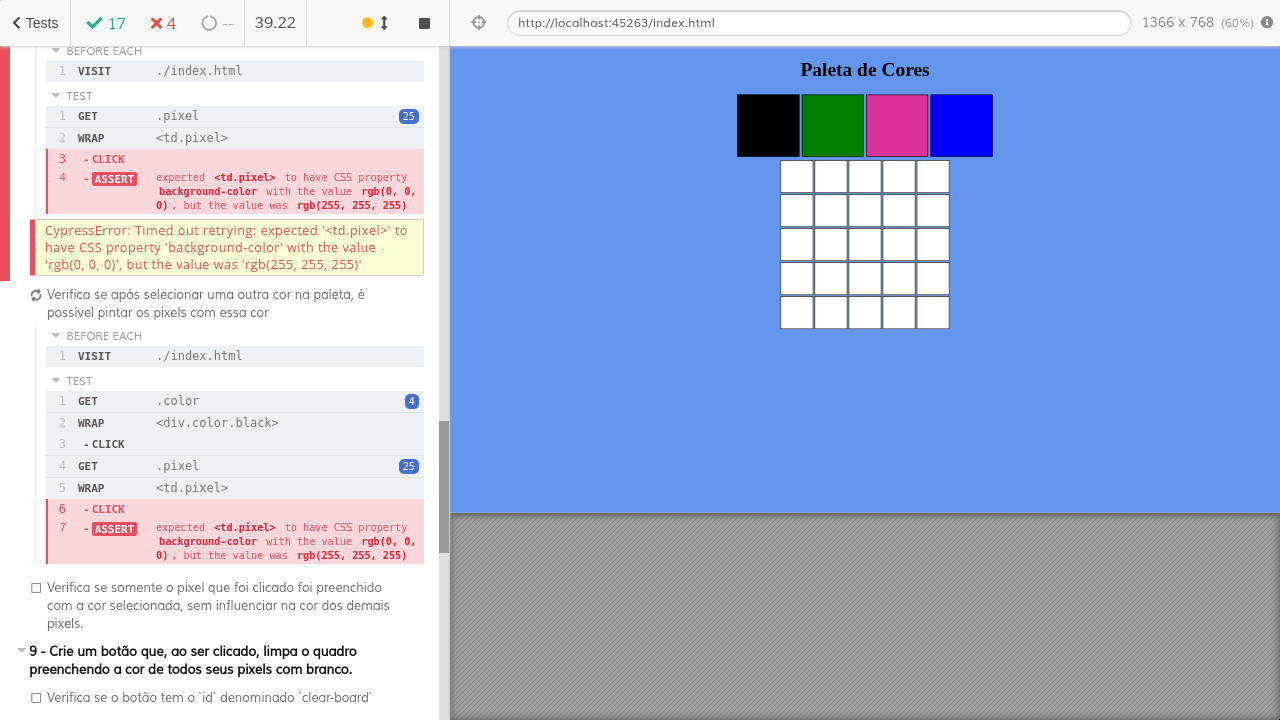 Tests 17 4 -- 39.22 http://localhost:45263/index.html 1366 x 768 (60%)
BEFORE EACH
1 VISIT ./index.html
TEST
1 GET .pixel 25
2 WRAP <td.pixel>
3 -CLICK
4 -ASSERT expected <td.pixel> to have CSS property
background-color with the value rgb(0, 0,
0), but the value was rgb(255, 255, 255)
CypressError: Timed out retrying: expected '<td.pixel>' to
have CSS property 'background-color' with the value
'rgb(0, 0, 0)', but the value was 'rgb(255, 255, 255)'
Verifica se após selecionar uma outra cor na paleta, é
possível pintar os pixels com essa cor
BEFORE EACH
1 VISIT ./index.html
TEST
1 GET .color 4
2 WRAP <div.color.black>
3 -CLICK
4 GET .pixel 25
5 WRAP <td.pixel>
6 -CLICK
7 -ASSERT expected <td.pixel> to have CSS property
background-color with the value rgb(0, 0,
0), but the value was rgb(255, 255, 255)
Verifica se somente o pixel que foi clicado foi preenchido
com a cor selecionada, sem influenciar na cor dos demais
pixels.
9 - Crie um botão que, ao ser clicado, limpa o quadro
preenchendo a cor de todos seus pixels com branco.
Verifica se o botão tem o `id` denominado `clear-board`
Paleta de Cores